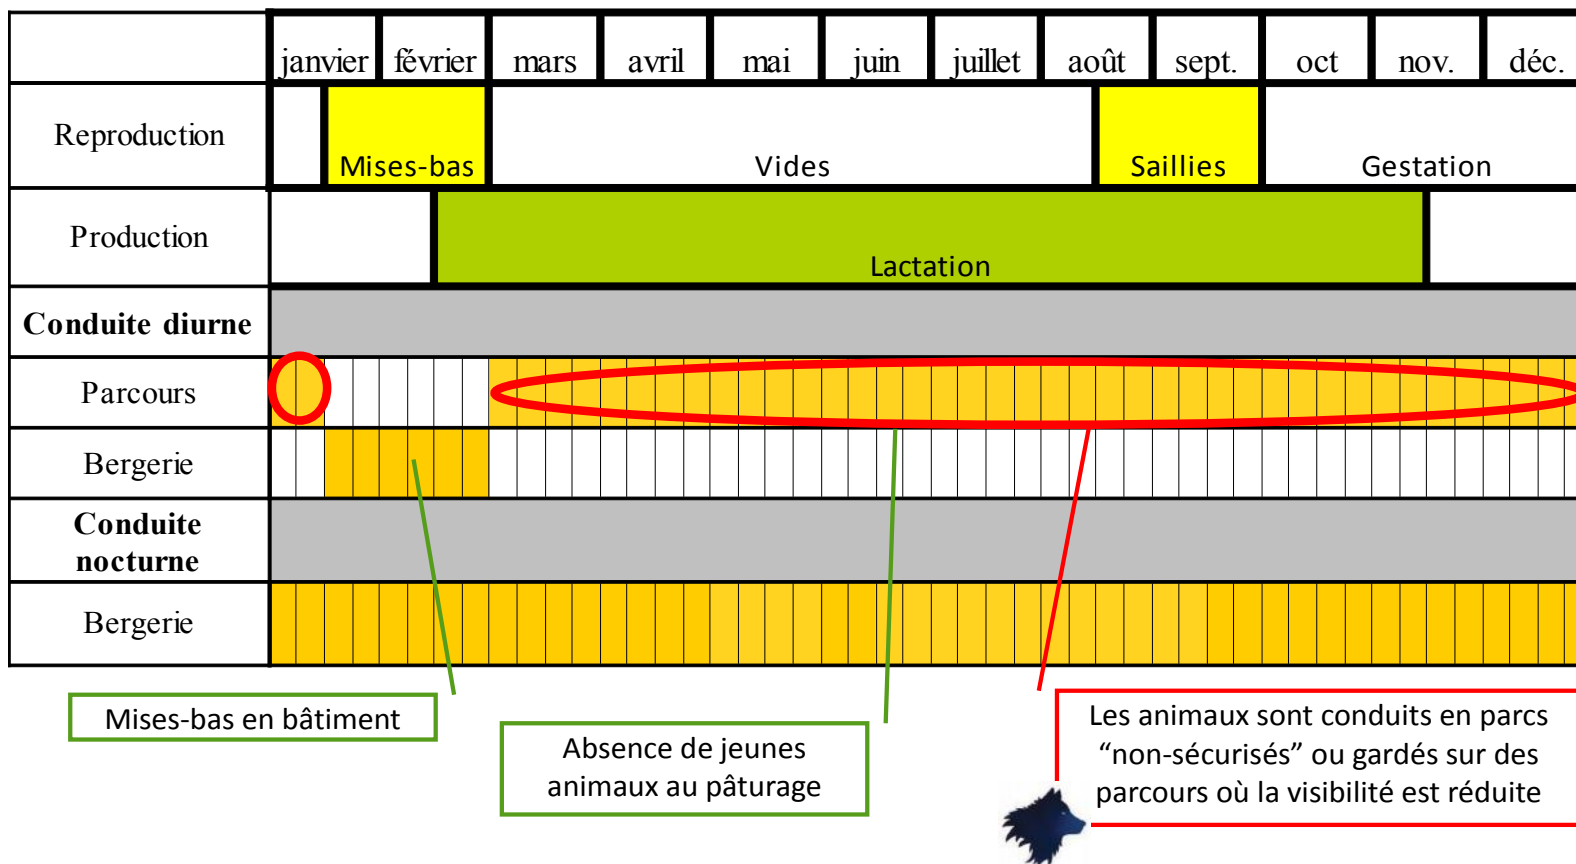 janvier février mars avril mai juin juillet août sept. oct nov. déc.
Reproduction
Mises-bas Vides Saillies Gestation
Production
Lactation
Conduite diurne
Parcours
Bergerie
Conduite
nocturne
Bergerie
Mises-bas en bâtiment
Absence de jeunes
animaux au pâturage
Les animaux sont conduits en parcs
“non-sécurisés” ou gardés sur des
parcours où la visibilité est réduite